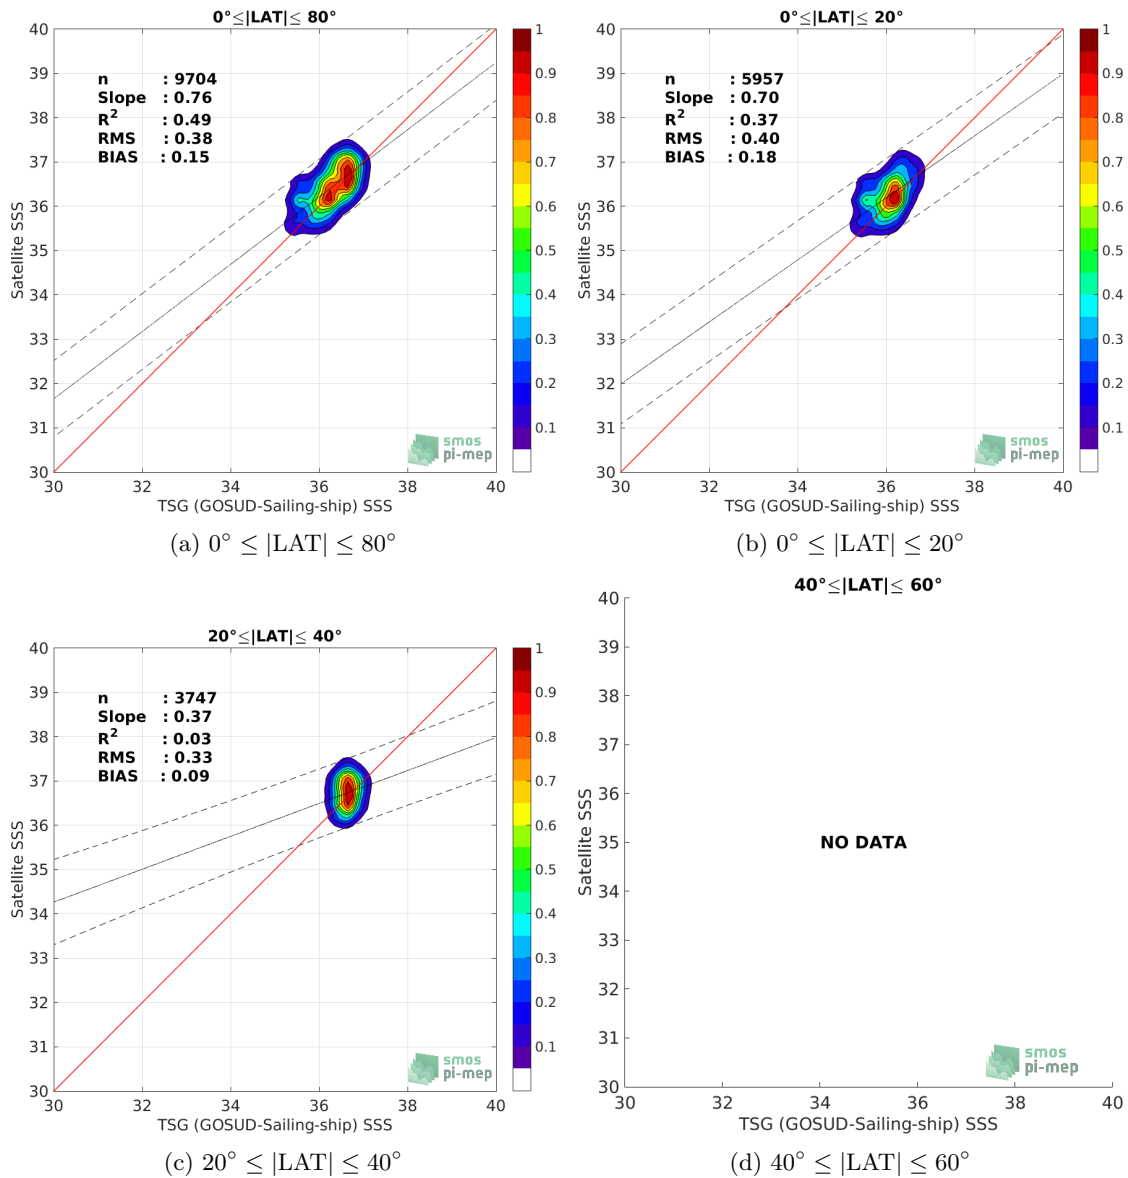 0°≤|LAT|≤ 80°
40
39
38
37
36
35
34
33
32
31
30
Satellite SSS
n : 9704
Slope : 0.76
R2 : 0.49
RMS : 0.38
BIAS : 0.15
smos
pi-mep
30 32 34 36 38 40
TSG (GOSUD-Sailing-ship) SSS
1
0.9
0.8
0.7
0.6
0.5
0.4
0.3
0.2
0.1
(a) 0° ≤ |LAT| ≤ 80°
0°≤|LAT|≤ 20°
40
39
38
37
36
35
34
33
32
31
30
Satellite SSS
n : 5957
Slope : 0.70
R2 : 0.37
RMS : 0.40
BIAS : 0.18
smos
pi-mep
30 32 34 36 38 40
TSG (GOSUD-Sailing-ship) SSS
1
0.9
0.8
0.7
0.6
0.5
0.4
0.3
0.2
0.1
(b) 0° ≤ |LAT| ≤ 20°
20°≤|LAT|≤ 40°
40
39
38
37
36
35
34
33
32
31
30
Satellite SSS
n : 3747
Slope : 0.37
R2 : 0.03
RMS : 0.33
BIAS : 0.09
smos
pi-mep
30 32 34 36 38 40
TSG (GOSUD-Sailing-ship) SSS
1
0.9
0.8
0.7
0.6
0.5
0.4
0.3
0.2
0.1
(c) 20° ≤ |LAT| ≤ 40°
40°≤|LAT|≤ 60°
40
39
38
37
36
35
34
33
32
31
30
Satellite SSS
NO DATA
smos
pi-mep
30 32 34 36 38 40
TSG (GOSUD-Sailing-ship) SSS
(d) 40° ≤ |LAT| ≤ 60°